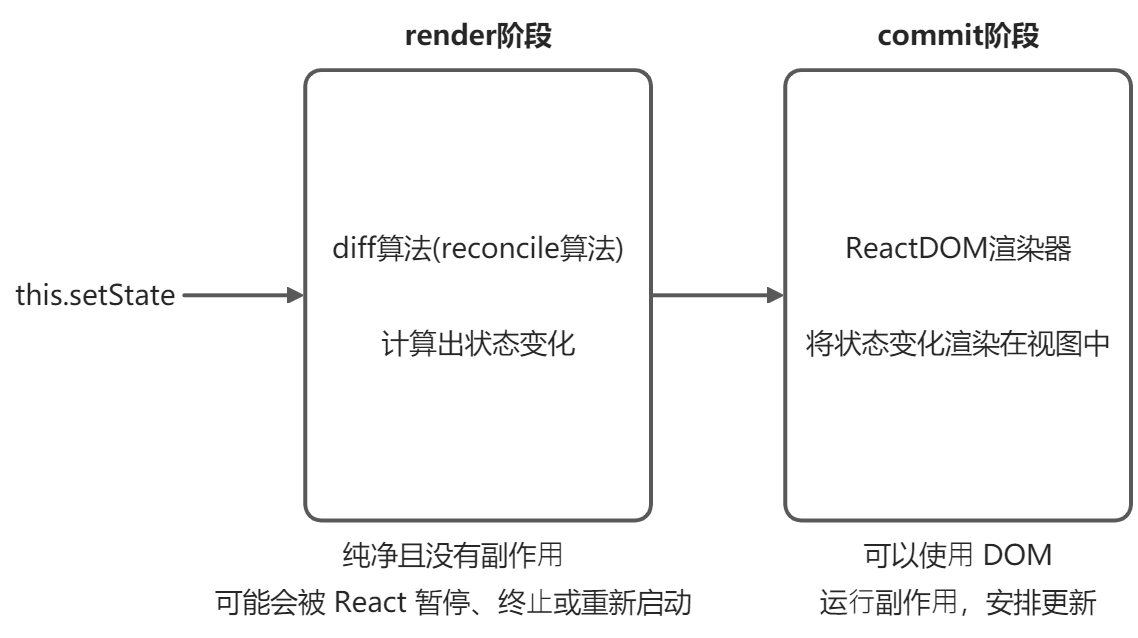 render阶段
commit阶段
diff算法(reconcile算法)
ReactDOM渲染器
this.setState
计算出状态变化
将状态变化渲染在视图中
纯净且没有副作用
可以使用 DOM
可能会被 React 暂停、终止或重新启动
运行副作用，安排更新